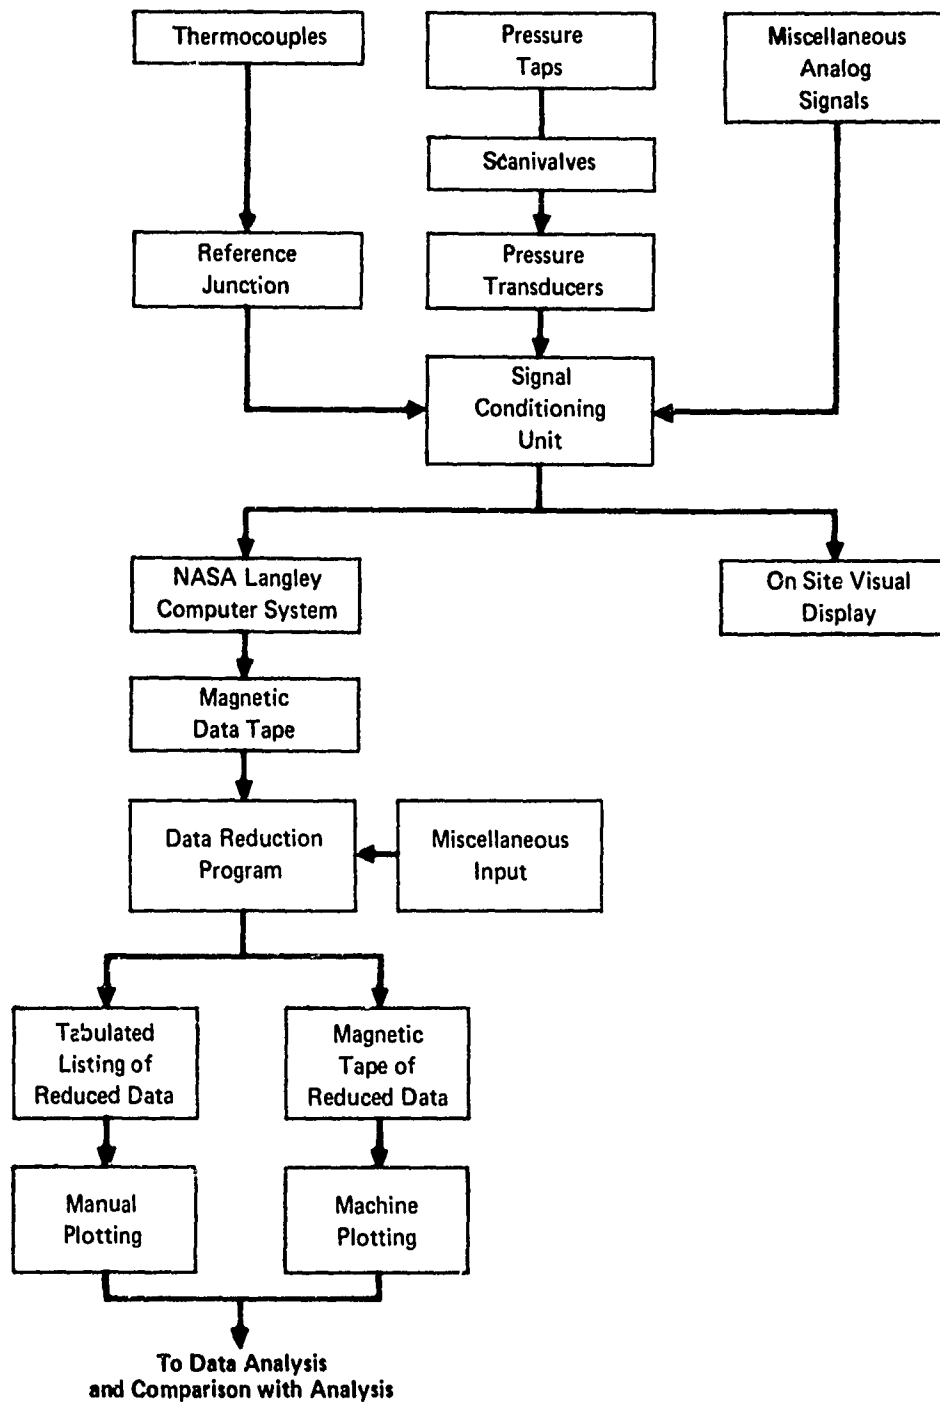 Thermocouples
Pressure
Taps
Miscellaneous
Analog
Signals
Scanivalves
Reference
Junction
Pressure
Transducers
Signal
Conditioning
Unit
NASA Langley
Computer System
On Site Visual
Display
Magnetic
Data Tape
Data Reduction
Program
Miscellaneous
Input
Tabulated
Listing of
Reduced Data
Magnetic
Tape of
Reduced Data
Manual
Plotting
Machine
Plotting
To Data Analysis
and Comparison with Analysis